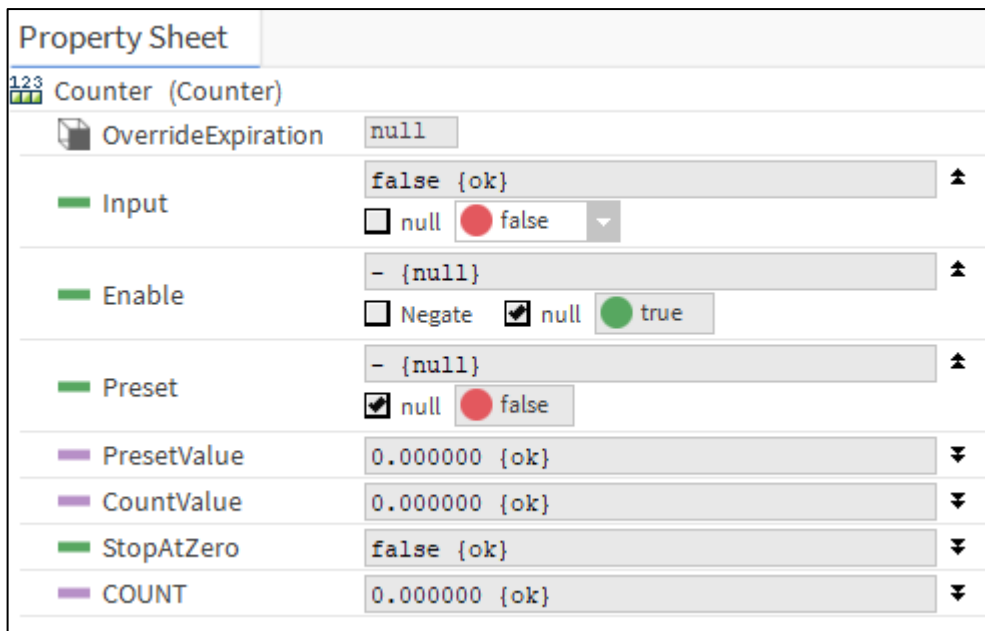 Property Sheet
123 Counter (Counter)
OverrideExpiration null
Input false {ok}
null false
Enable - {null}
Negate null true
Preset - {null}
null false
PresetValue 0.000000 {ok}
CountValue 0.000000 {ok}
StopAtZero false {ok}
COUNT 0.000000 {ok}